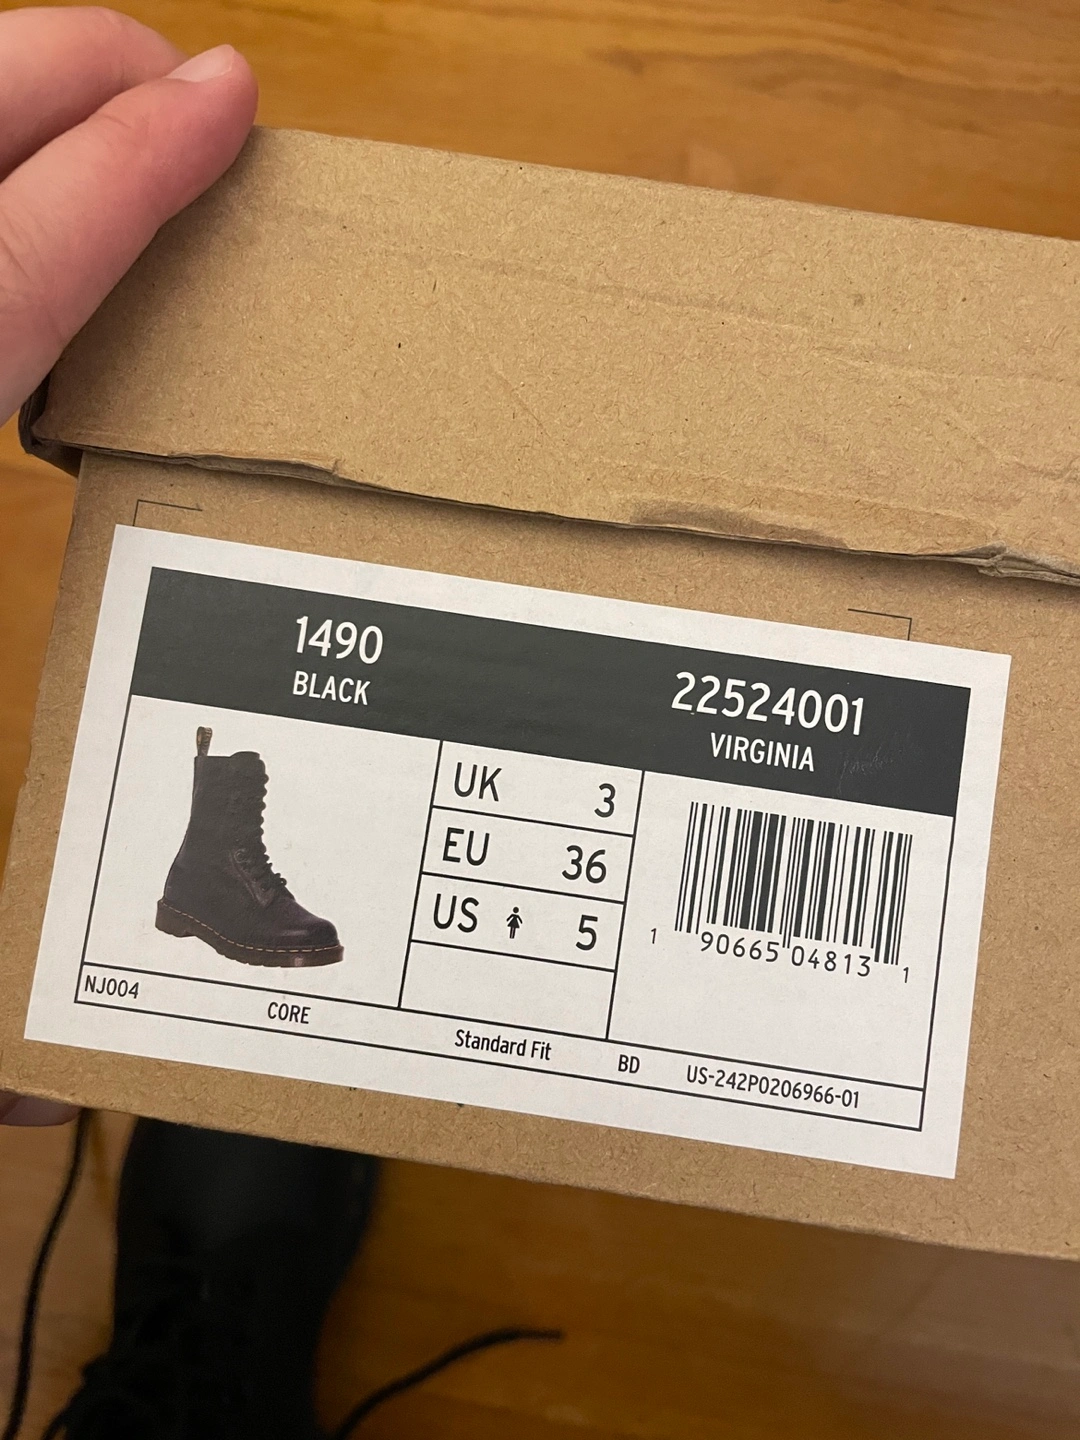 1490
BLACK
22524001
VIRGINIA
UK 3
EU 36
US 5
1 90665 04813 1
NJ004 CORE Standard Fit BD US-242P0206966-01